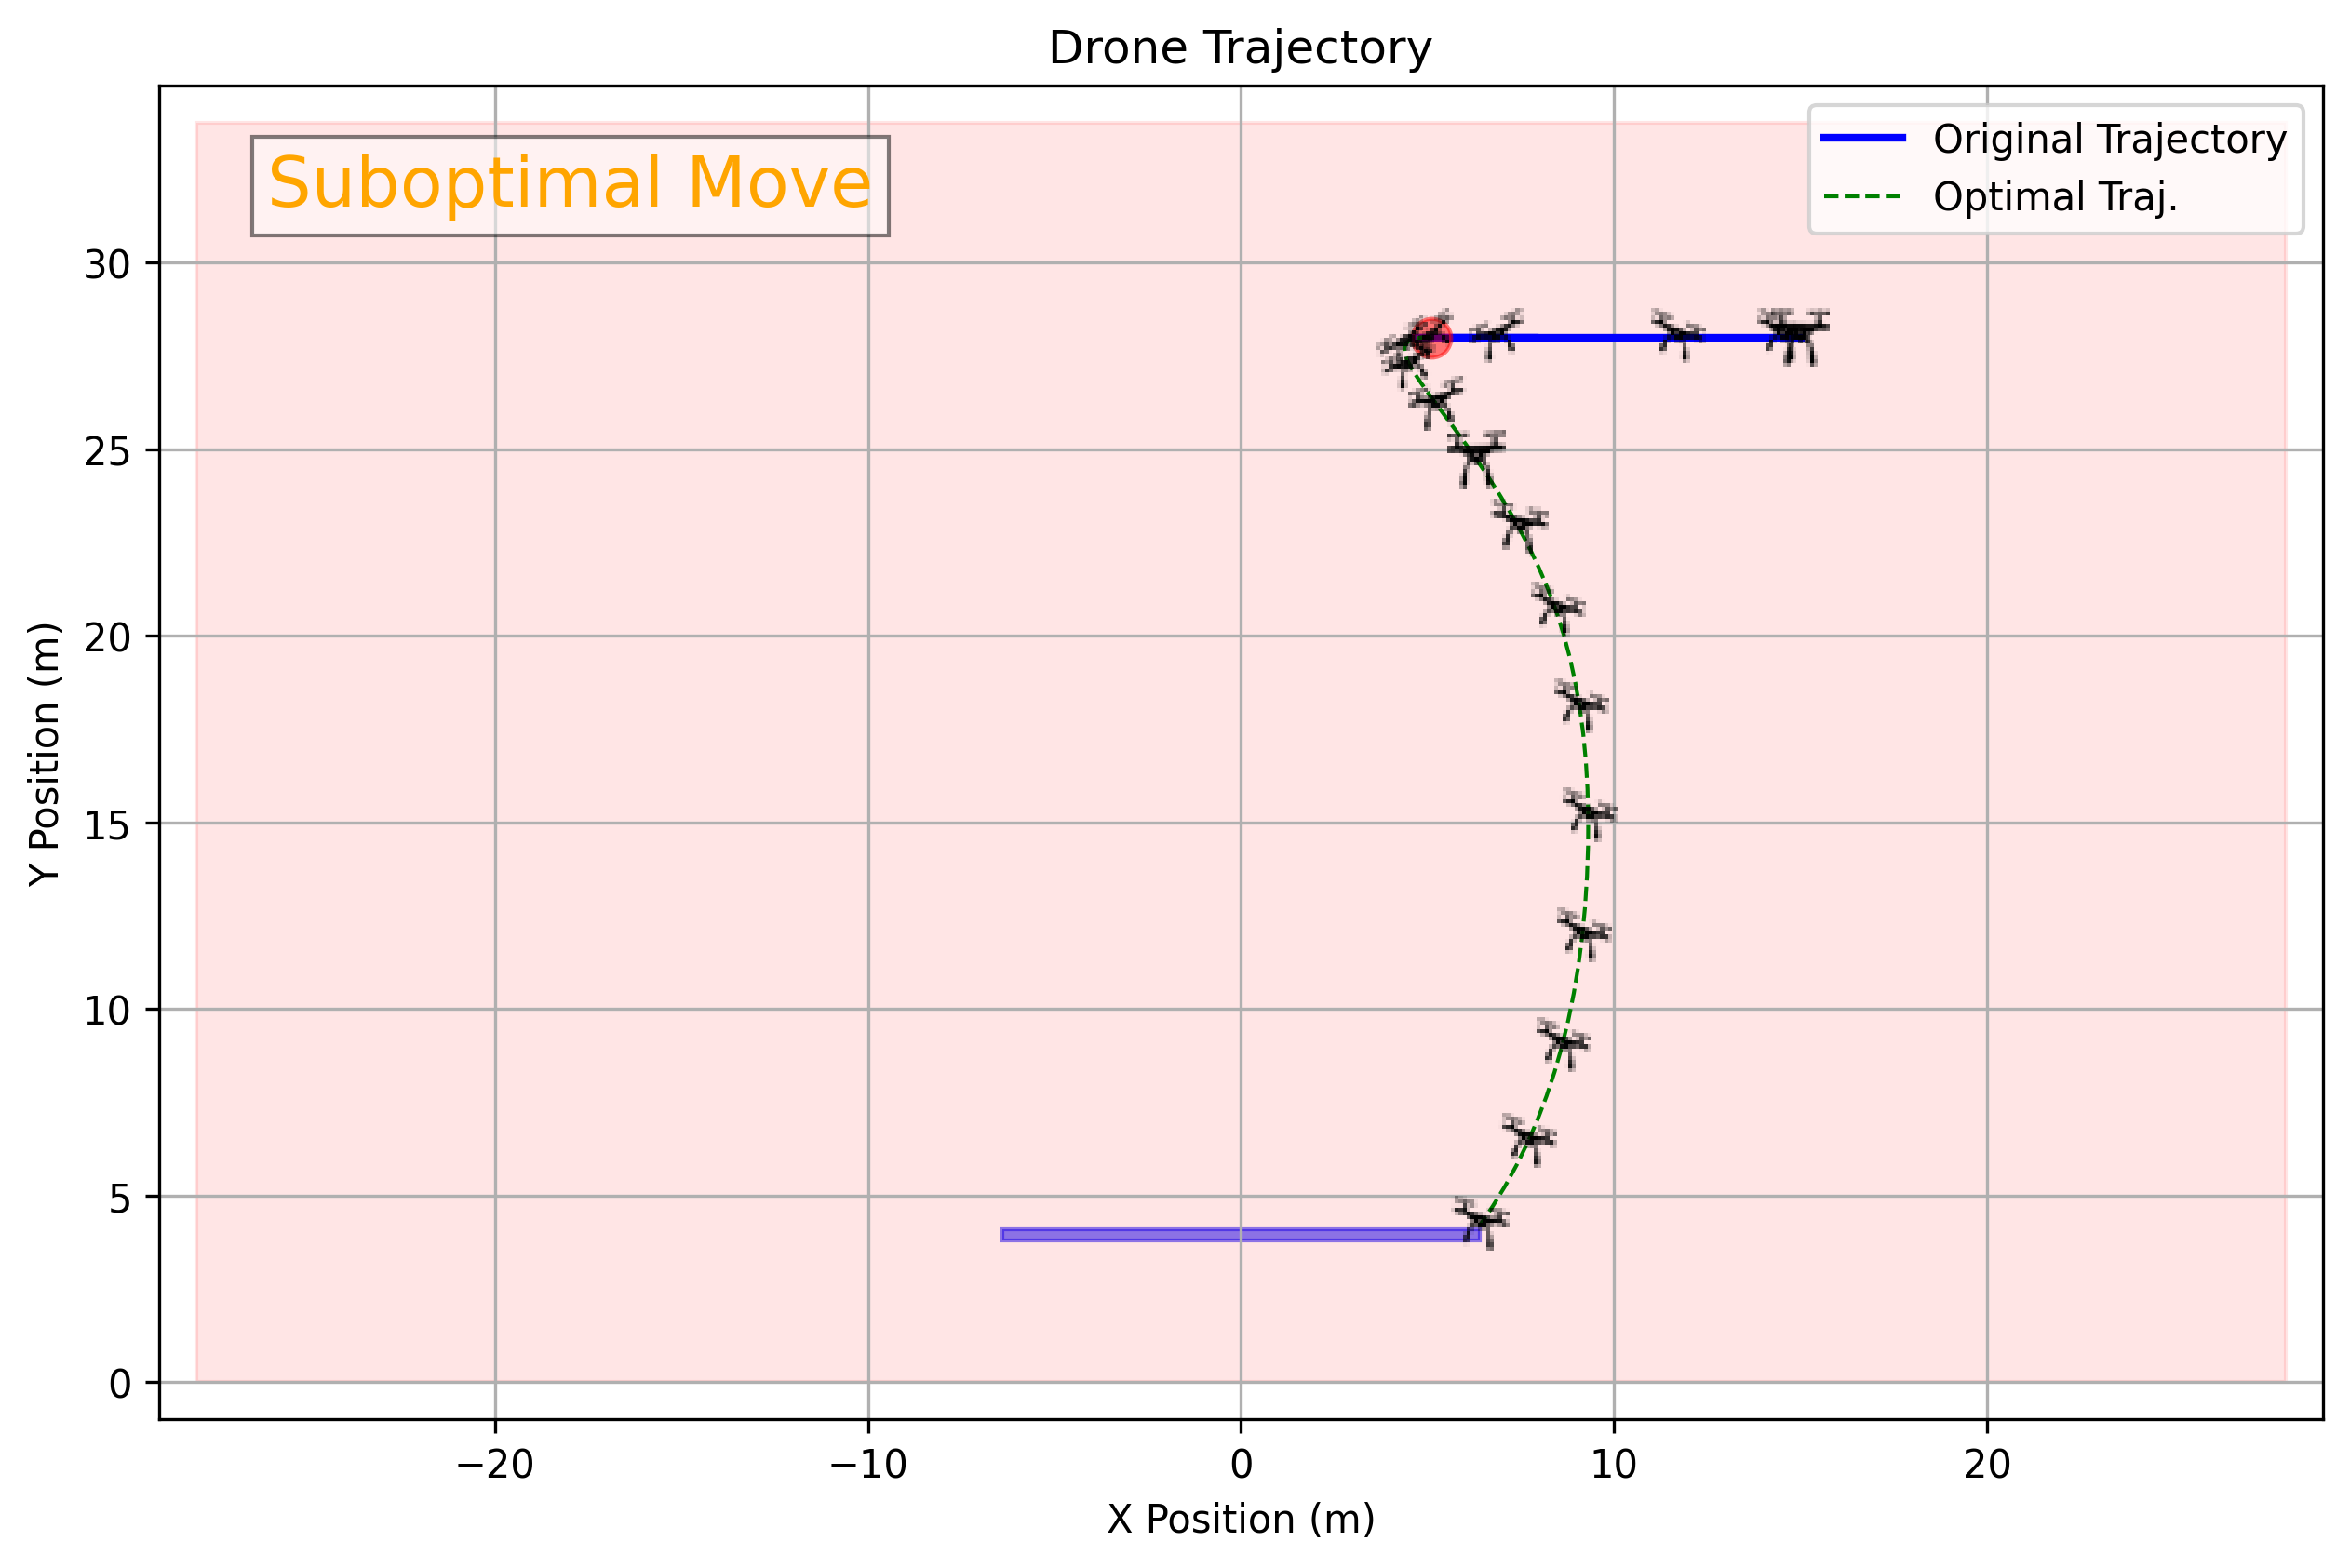 Drone Trajectory
Suboptimal Move
Original Trajectory
Optimal Traj.
Y Position (m)
30
25
20
15
10
5
0
−20
−10
0
10
20
X Position (m)